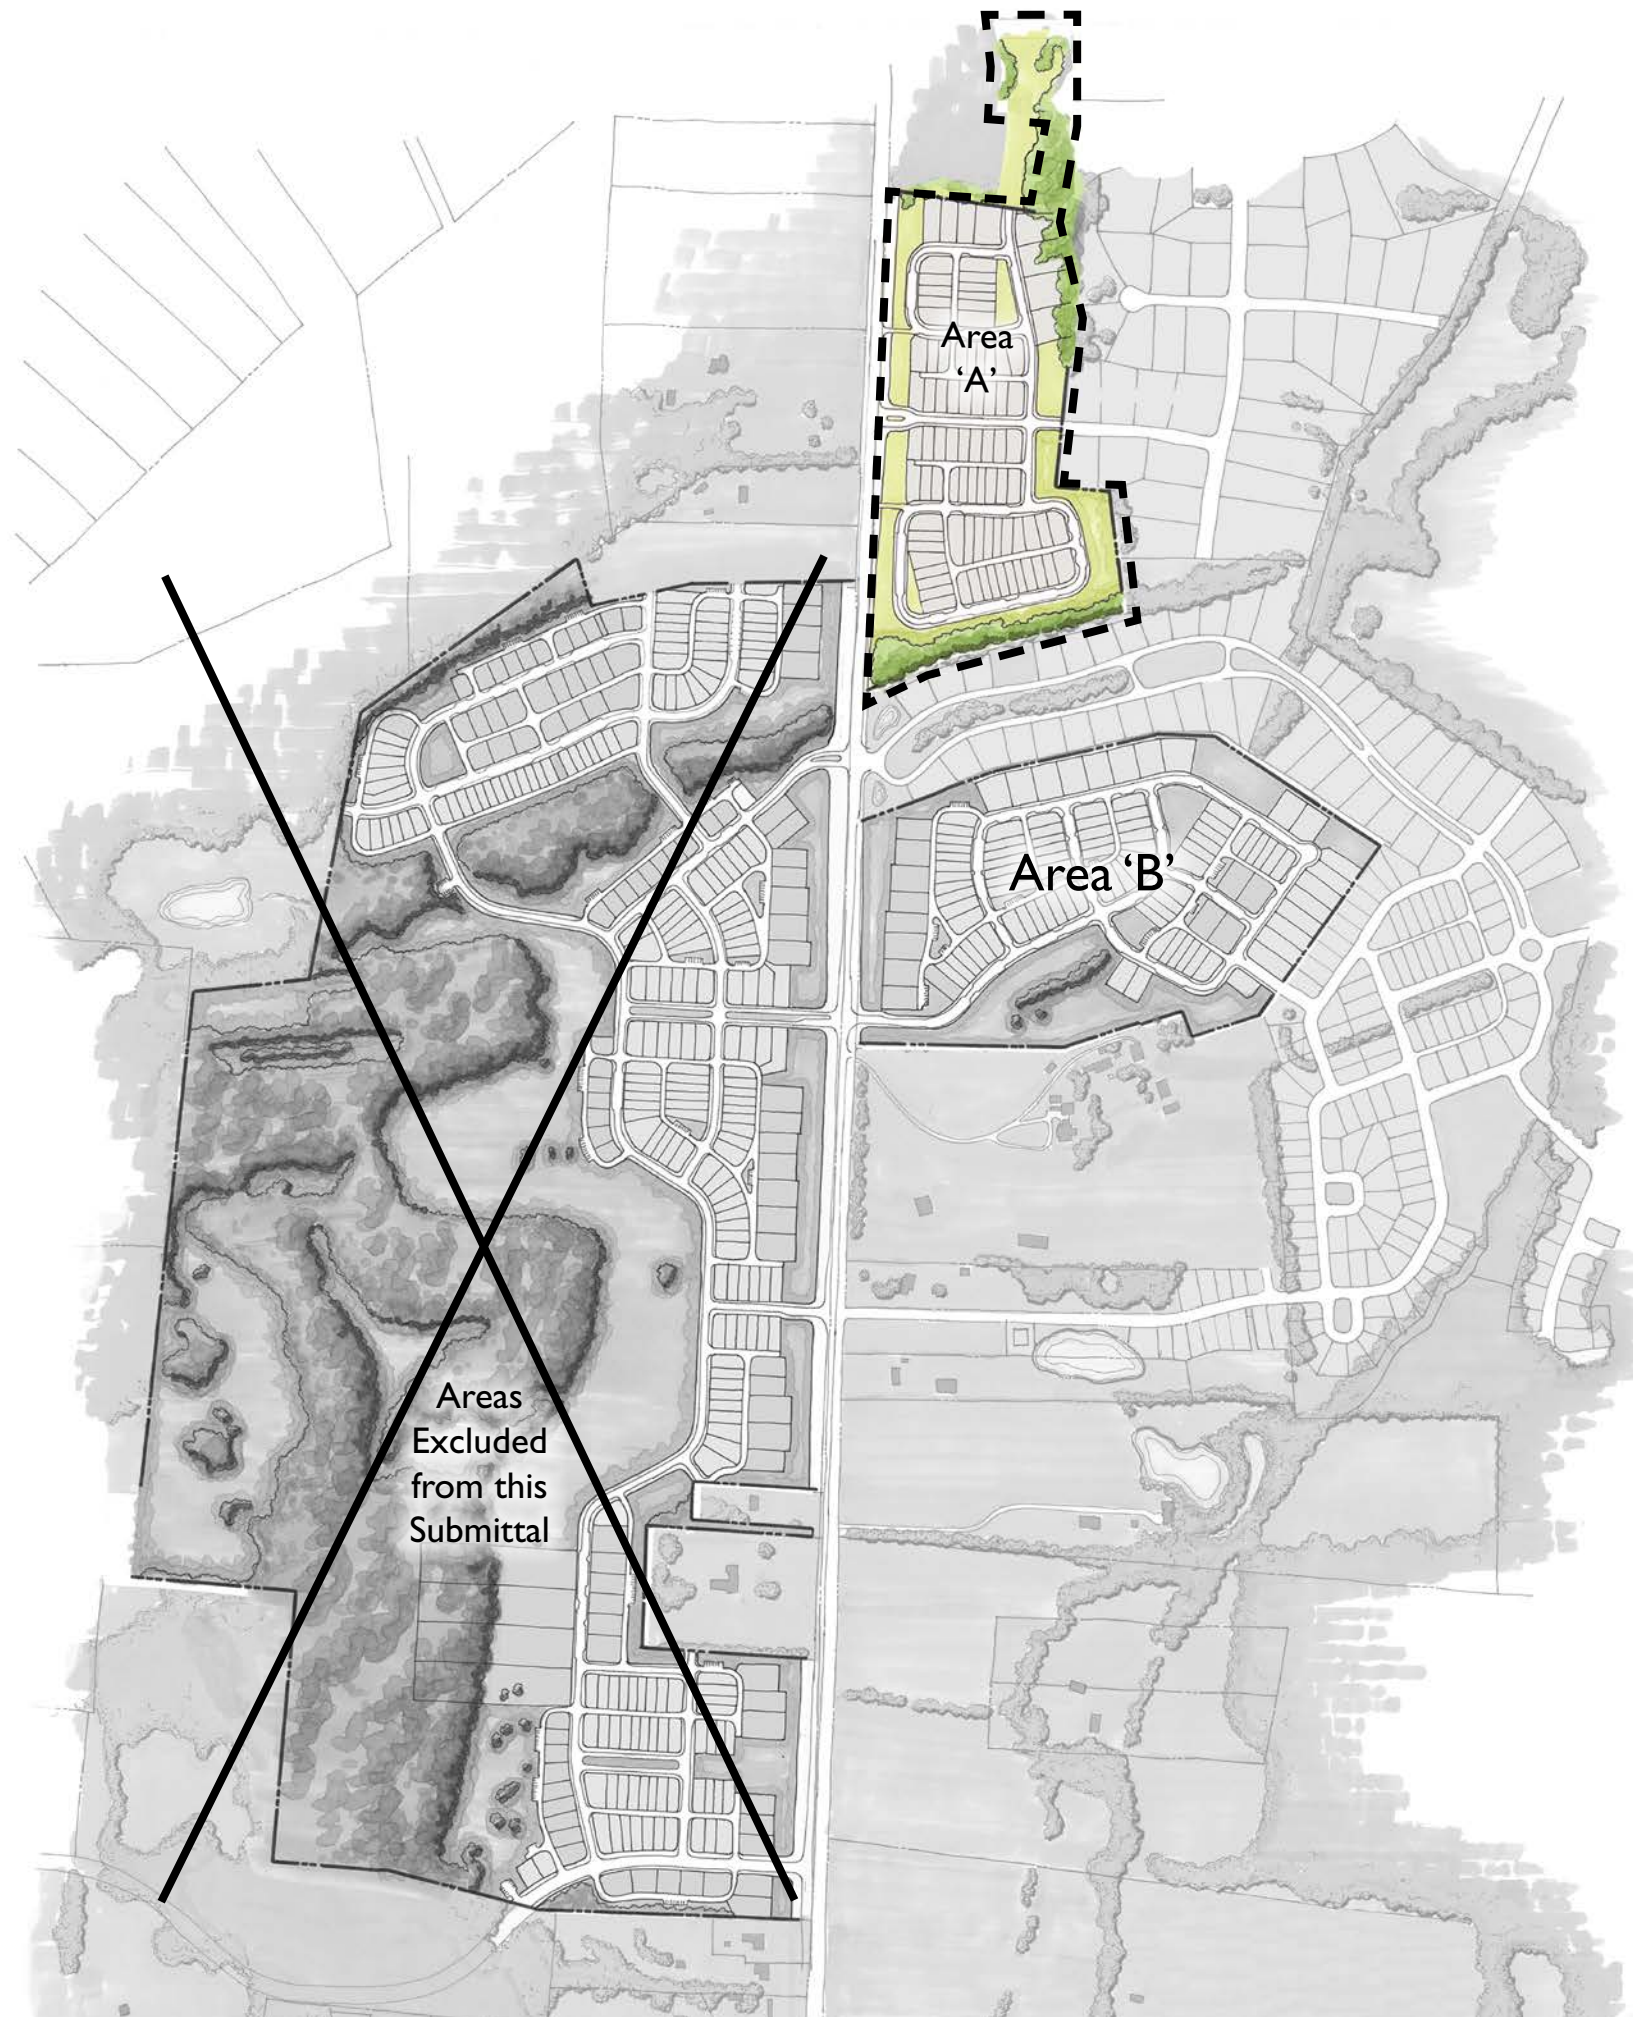 Area
‘A’
Area ‘B’
Areas
Excluded
from this
Submittal